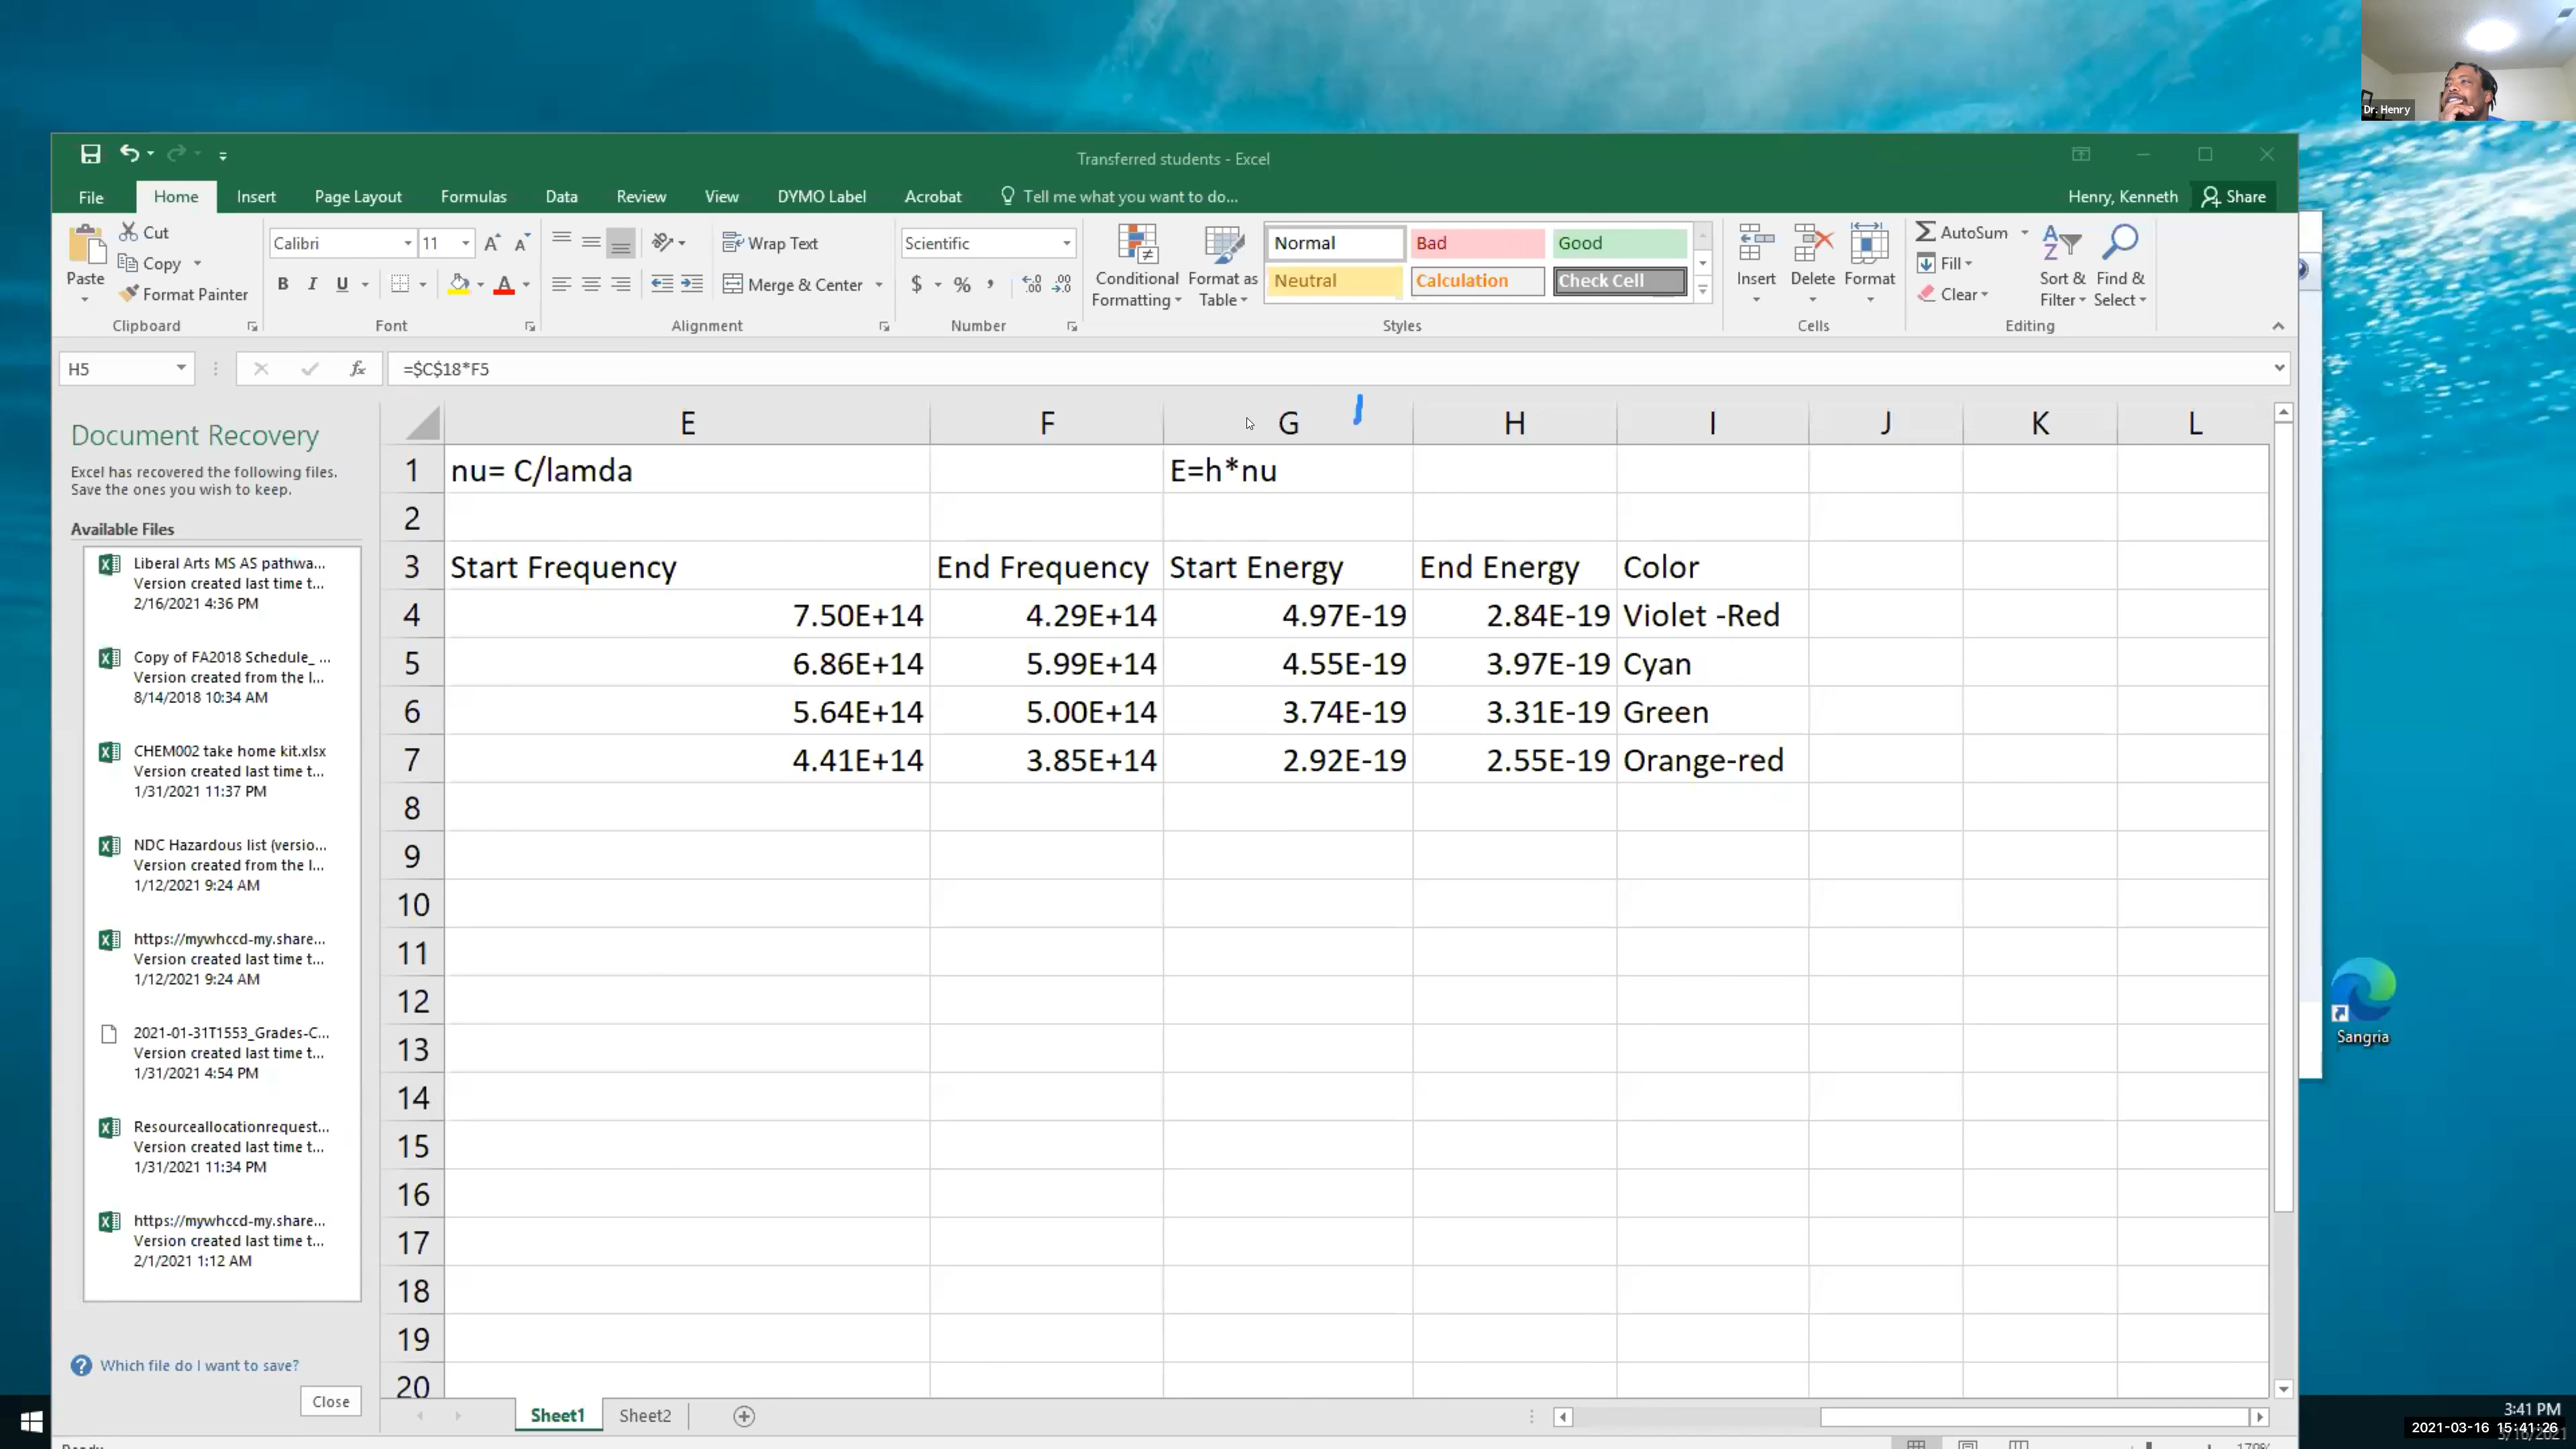 Dr. Henry
Transferred students - Excel
File Home Insert Page Layout Formulas Data Review View DYMO Label Acrobat Tell me what you want to do...
Henry, Kenneth Share
Paste
Cut
Copy
Format Painter
Clipboard
Calibri 11
B I U
Font
Wrap Text
Merge & Center
Alignment
Scientific
$ % ,
Number
Conditional Formatting
Format as Table
Normal Bad Good
Neutral Calculation Check Cell
Styles
Insert Delete Format
Cells
AutoSum
Fill
Clear
Sort & Filter
Find & Select
Editing
H5 fx =$C$18*F5
Document Recovery
Excel has recovered the following files.
Save the ones you wish to keep.
Available Files
Liberal Arts MS AS pathwa...
Version created last time t...
2/16/2021 4:36 PM
Copy of FA2018 Schedule_ ...
Version created from the l...
8/14/2018 10:34 AM
CHEM002 take home kit.xlsx
Version created last time t...
1/31/2021 11:37 PM
NDC Hazardous list (versio...
Version created from the l...
1/12/2021 9:24 AM
https://mywhccd-my.share...
Version created last time t...
1/12/2021 9:24 AM
2021-01-31T1553_Grades-C...
Version created last time t...
1/31/2021 4:54 PM
Resourceallocationrequest...
Version created last time t...
1/31/2021 11:34 PM
https://mywhccd-my.share...
Version created last time t...
2/1/2021 1:12 AM
Which file do I want to save?
Close
E F G H I J K L
1 nu= C/lamda E=h*nu
2
3 Start Frequency End Frequency Start Energy End Energy Color
4 7.50E+14 4.29E+14 4.97E-19 2.84E-19 Violet -Red
5 6.86E+14 5.99E+14 4.55E-19 3.97E-19 Cyan
6 5.64E+14 5.00E+14 3.74E-19 3.31E-19 Green
7 4.41E+14 3.85E+14 2.92E-19 2.55E-19 Orange-red
8
9
10
11
12
13
14
15
16
17
18
19
20
Sheet1 Sheet2
Sangria
3:41 PM
2021-03-16 15:41:26